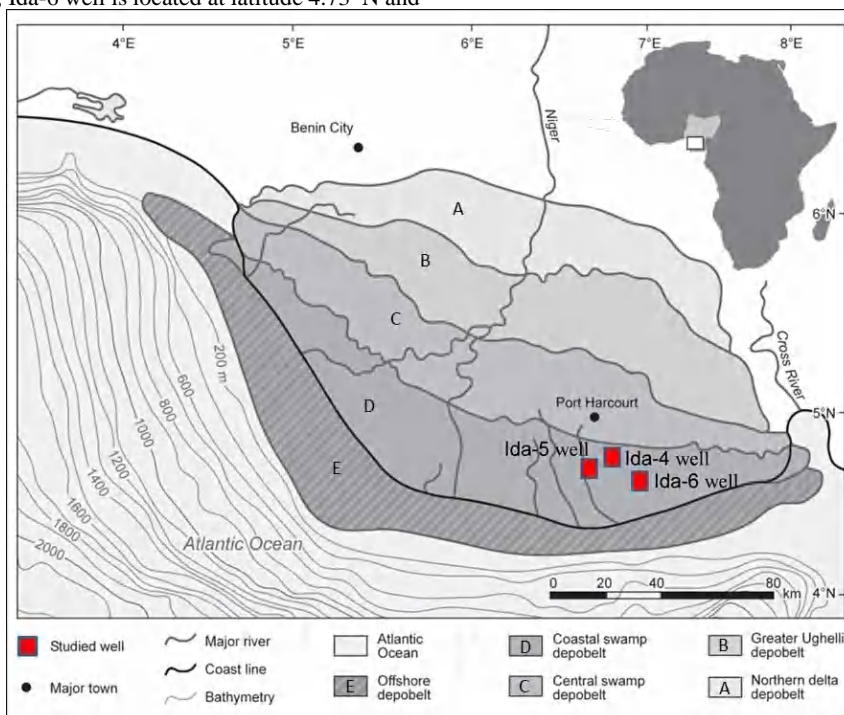 Ida-6 well is located at latitude 4.73°N and
4°E 5°E 6°E 7°E 8°E
Benin City
Niger
A
6°N
B
C
Cross River
200 m
600
800
1000
1200
1400
1600
1800
2000
Port Harcourt
5°N
D
Ida-5 well
Ida-4 well
Ida-6 well
E
Atlantic Ocean
0 20 40 80
km
4°N
Studied well
Major river
Atlantic
Ocean
D
Coastal swamp
depobelt
B
Greater Ughelli
depobelt
Coast line
Major town
Bathymetry
E
Offshore
depobelt
C
Central swamp
depobelt
A
Northern delta
depobelt